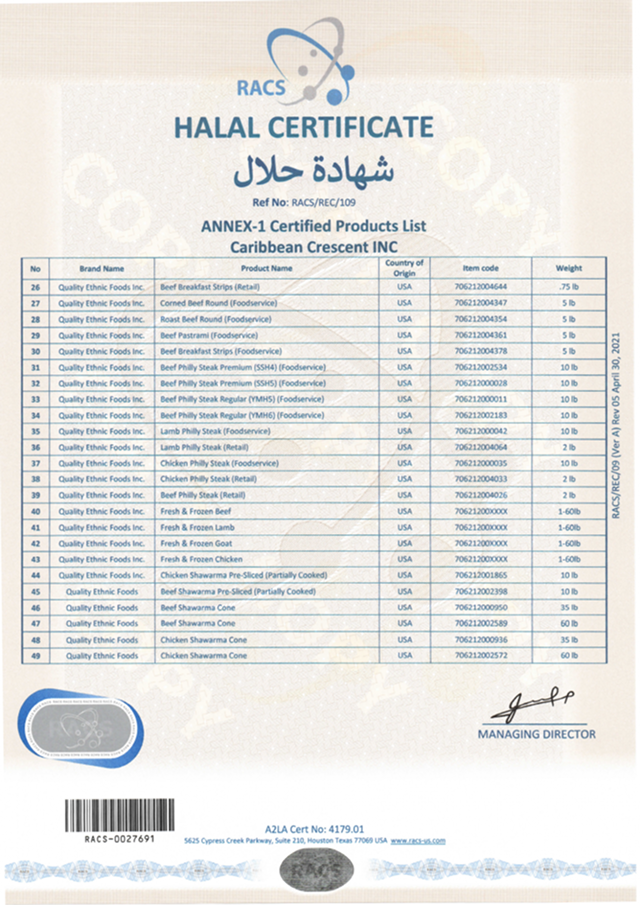 RACS
HALAL CERTIFICATE
شهادة حلال
Ref No: RACS/REC/109
ANNEX-1 Certified Products List
Caribbean Crescent INC
No Brand Name Product Name Country of Origin Item code Weight
26 Quality Ethnic Foods Inc. Beef Breakfast Strips (Retail) USA 706212004644 .75 lb
27 Quality Ethnic Foods Inc. Corned Beef Round (Foodservice) USA 706212004347 5 lb
28 Quality Ethnic Foods Inc. Roast Beef Round (Foodservice) USA 706212004354 5 lb
29 Quality Ethnic Foods Inc. Beef Pastrami (Foodservice) USA 706212004361 5 lb
30 Quality Ethnic Foods Inc. Beef Breakfast Strips (Foodservice) USA 706212004378 5 lb
31 Quality Ethnic Foods Inc. Beef Philly Steak Premium (SSH4) (Foodservice) USA 706212002534 10 lb
32 Quality Ethnic Foods Inc. Beef Philly Steak Premium (SSH5) (Foodservice) USA 706212000028 10 lb
33 Quality Ethnic Foods Inc. Beef Philly Steak Regular (YMH5) (Foodservice) USA 706212000011 10 lb
34 Quality Ethnic Foods Inc. Beef Philly Steak Regular (YMH6) (Foodservice) USA 706212002183 10 lb
35 Quality Ethnic Foods Inc. Lamb Philly Steak (Foodservice) USA 706212000042 10 lb
36 Quality Ethnic Foods Inc. Lamb Philly Steak (Retail) USA 706212004064 2 lb
37 Quality Ethnic Foods Inc. Chicken Philly Steak (Foodservice) USA 706212000035 10 lb
38 Quality Ethnic Foods Inc. Chicken Philly Steak (Retail) USA 706212004033 2 lb
39 Quality Ethnic Foods Inc. Beef Philly Steak (Retail) USA 706212004026 2 lb
40 Quality Ethnic Foods Inc. Fresh & Frozen Beef USA 70621200XXXX 1-60lb
41 Quality Ethnic Foods Inc. Fresh & Frozen Lamb USA 70621200XXXX 1-60lb
42 Quality Ethnic Foods Inc. Fresh & Frozen Goat USA 70621200XXXX 1-60lb
43 Quality Ethnic Foods Inc. Fresh & Frozen Chicken USA 70621200XXXX 1-60lb
44 Quality Ethnic Foods Inc. Chicken Shawarma Pre-Sliced (Partially Cooked) USA 706212001865 10 lb
45 Quality Ethnic Foods Beef Shawarma Pre-Sliced (Partially Cooked) USA 706212002398 10 lb
46 Quality Ethnic Foods Beef Shawarma Cone USA 706212000950 35 lb
47 Quality Ethnic Foods Beef Shawarma Cone USA 706212002589 60 lb
48 Quality Ethnic Foods Chicken Shawarma Cone USA 706212000936 35 lb
49 Quality Ethnic Foods Chicken Shawarma Cone USA 706212002572 60 lb
RACS/REC/09 (Ver A) Rev 05 April 30, 2021
COPY
COPY
COPY
COPY
RACS
MANAGING DIRECTOR
RACS-0027691
A2LA Cert No: 4179.01
5625 Cypress Creek Parkway, Suite 210, Houston Texas 77069 USA www.racs-us.com
RACS